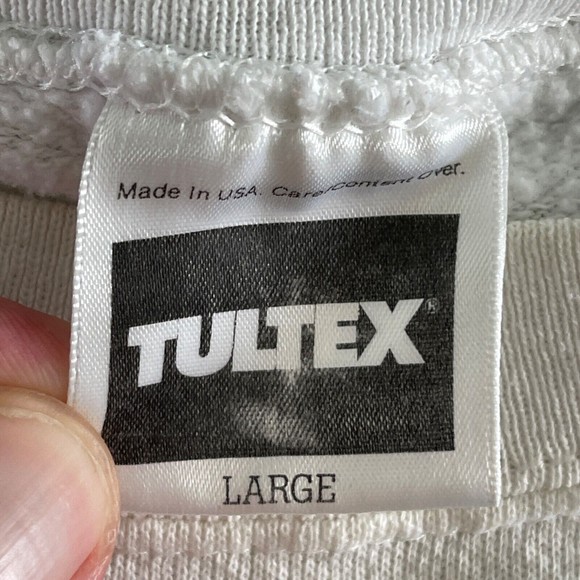 Made In USA. Care/Content Over.
TULTEX®
LARGE